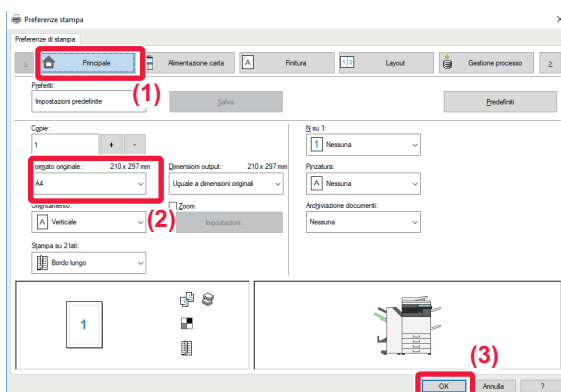 Preferenze stampa
Preferenze di stampa
Principale
Alimentazione carta
A
Finitura
1 2
Layout
Gestione processo
(1)
Preferiti:
Impostazioni predefinite
Salva
Predefiniti
Copie:
1
+ -
N su 1:
1 Nessuna
ormato originale: 210 x 297 mm
A4
Dimensioni output: 210 x 297 mm
Uguale a dimensioni originali
Pinzatura:
A Nessuna
Orientamento:
A Verticale
(2)
Zoom
Impostazioni...
Archiviazione documenti:
Nessuna
Stampa su 2 lati:
Bordo lungo
1
(3)
OK
Annulla
?